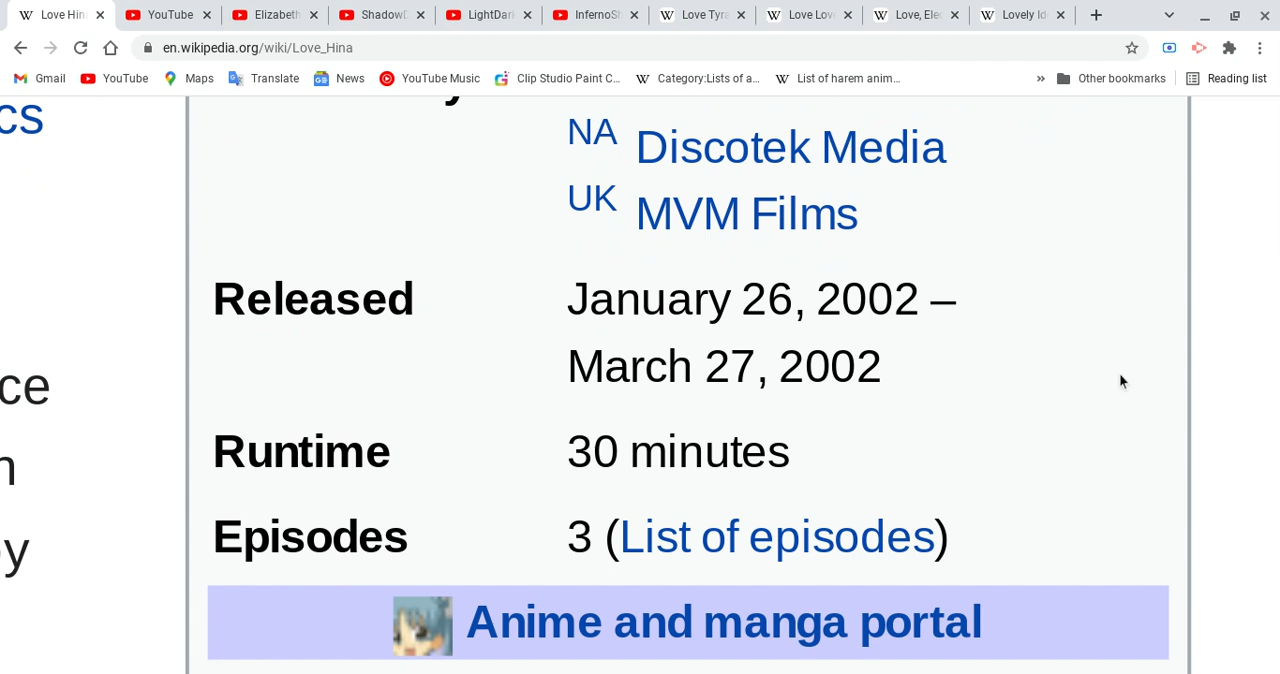 Love Hin
YouTube
Elizabeth
ShadowD
LightDar
InfernoSh
Love Tyra
Love Lov
Love, Ele
Lovely Id
en.wikipedia.org/wiki/Love_Hina
Gmail
YouTube
Maps
Translate
News
YouTube Music
Clip Studio Paint C...
Category:Lists of a...
List of harem anim...
»
Other bookmarks
Reading list
cs
NA Discotek Media
UK MVM Films
Released January 26, 2002 –
March 27, 2002
ce
Runtime 30 minutes
Episodes 3 (List of episodes)
Anime and manga portal